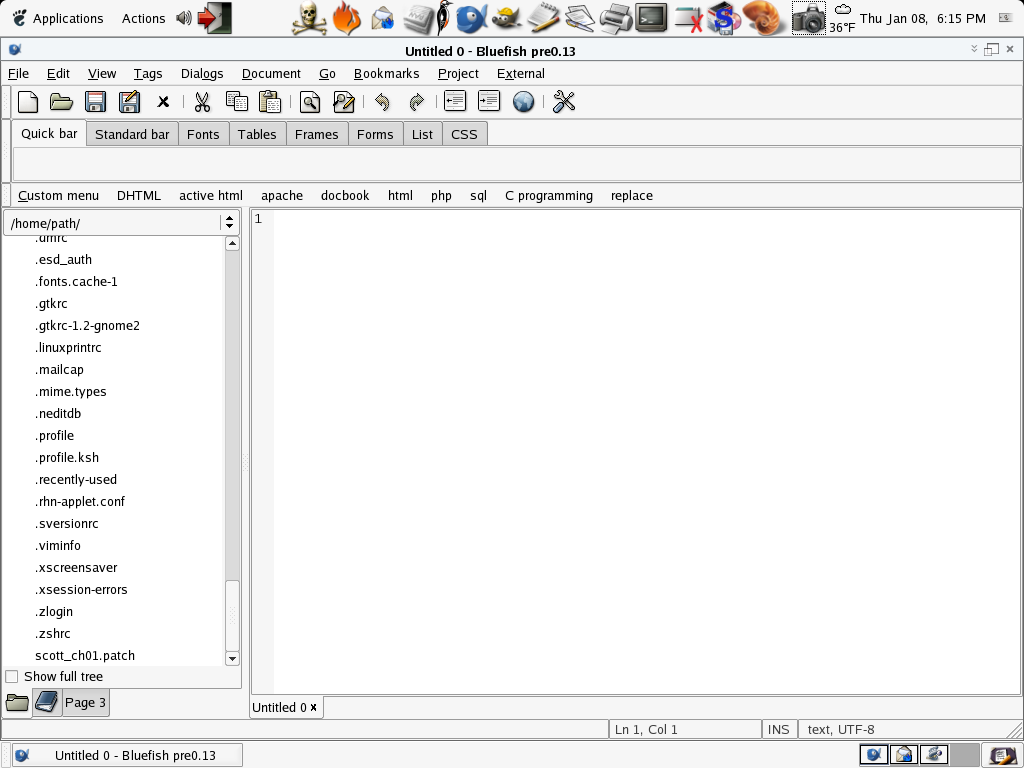 Applications Actions 36°F Thu Jan 08, 6:15 PM
Untitled 0 - Bluefish pre0.13
File Edit View Tags Dialogs Document Go Bookmarks Project External
Quick bar Standard bar Fonts Tables Frames Forms List CSS
Custom menu DHTML active html apache docbook html php sql C programming replace
/home/path/
1
.dmrc
.esd_auth
.fonts.cache-1
.gtkrc
.gtkrc-1.2-gnome2
.linuxprintrc
.mailcap
.mime.types
.neditdb
.profile
.profile.ksh
.recently-used
.rhn-applet.conf
.sversionrc
.viminfo
.xscreensaver
.xsession-errors
.zlogin
.zshrc
scott_ch01.patch
Show full tree
Page 3
Untitled 0 x
Ln 1, Col 1 INS text, UTF-8
Untitled 0 - Bluefish pre0.13